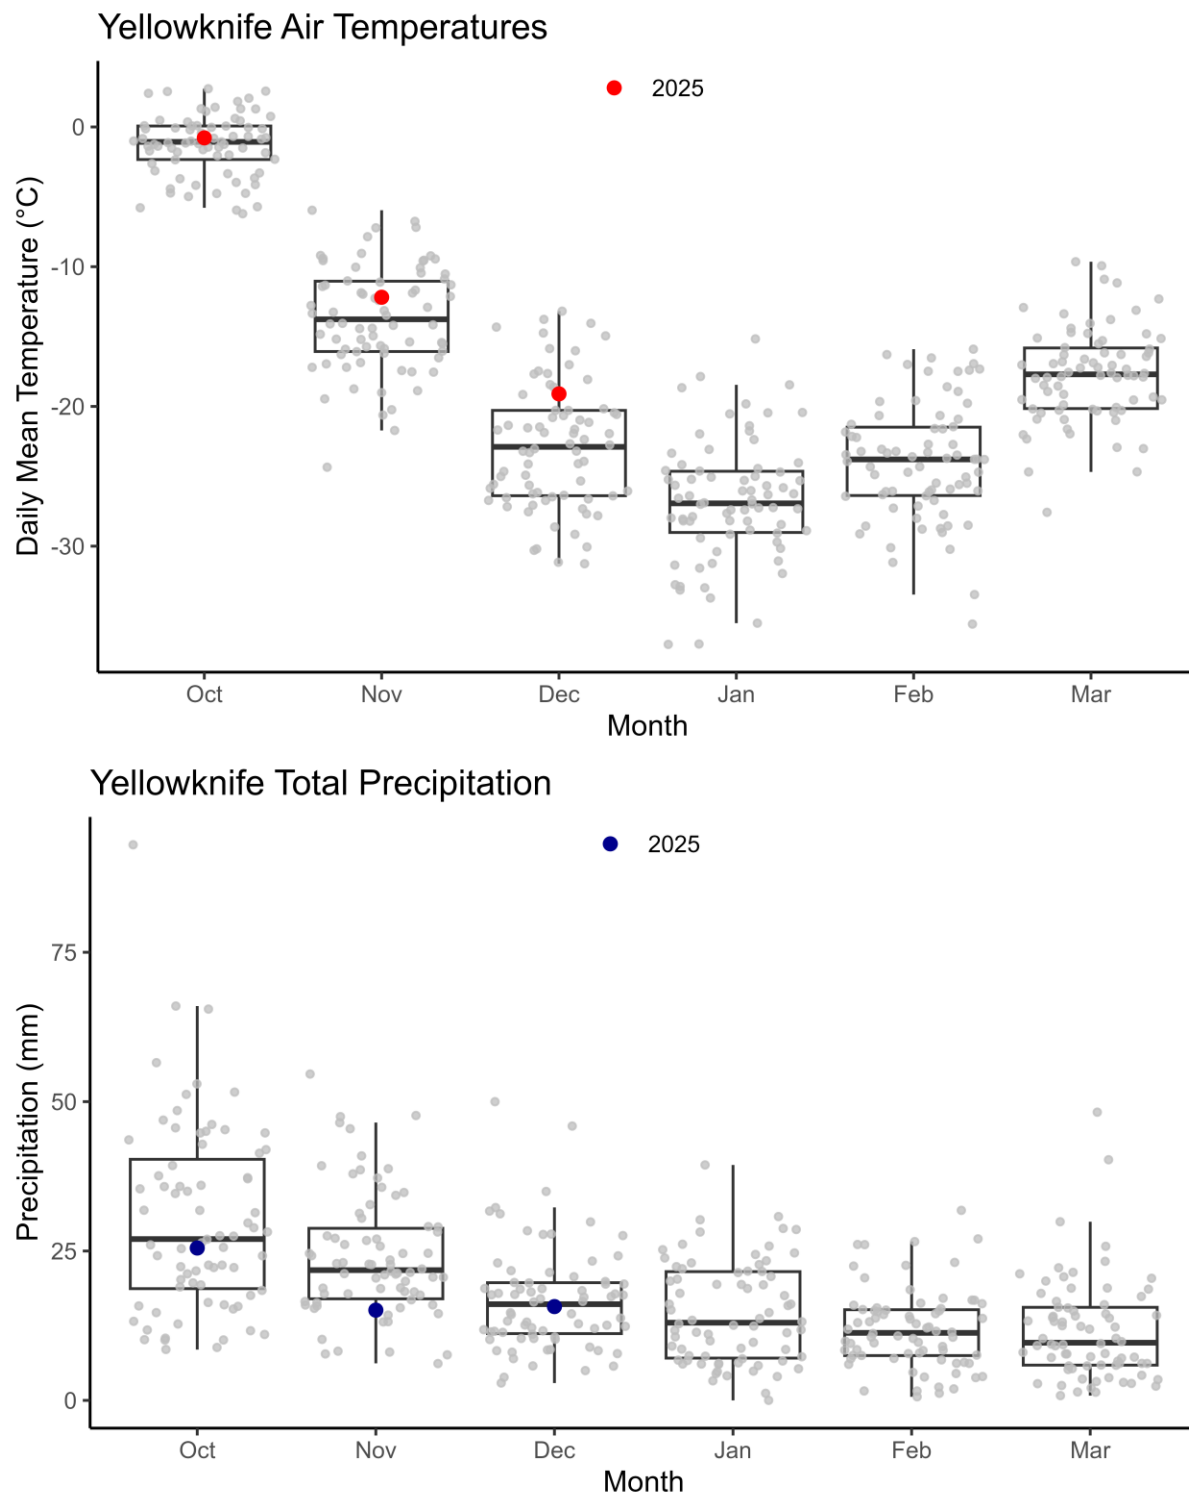 Yellowknife Air Temperatures
2025
Daily Mean Temperature (°C)
0
-10
-20
-30
Oct Nov Dec Jan Feb Mar
Month
Yellowknife Total Precipitation
2025
Precipitation (mm)
75
50
25
0
Oct Nov Dec Jan Feb Mar
Month